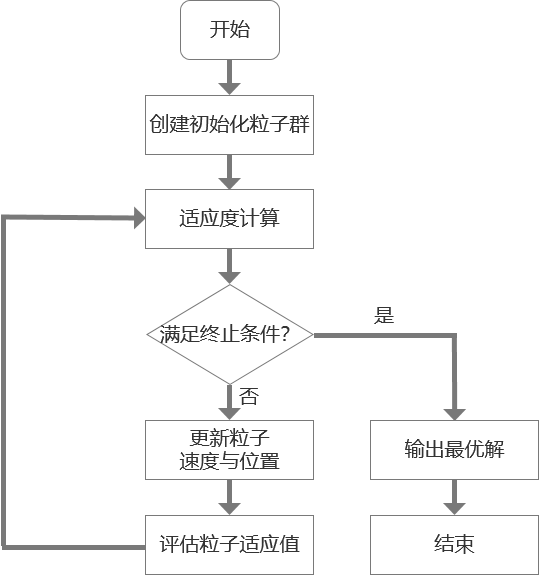 开始
创建初始化粒子群
适应度计算
满足终止条件?
是
否
更新粒子
速度与位置
输出最优解
评估粒子适应值
结束